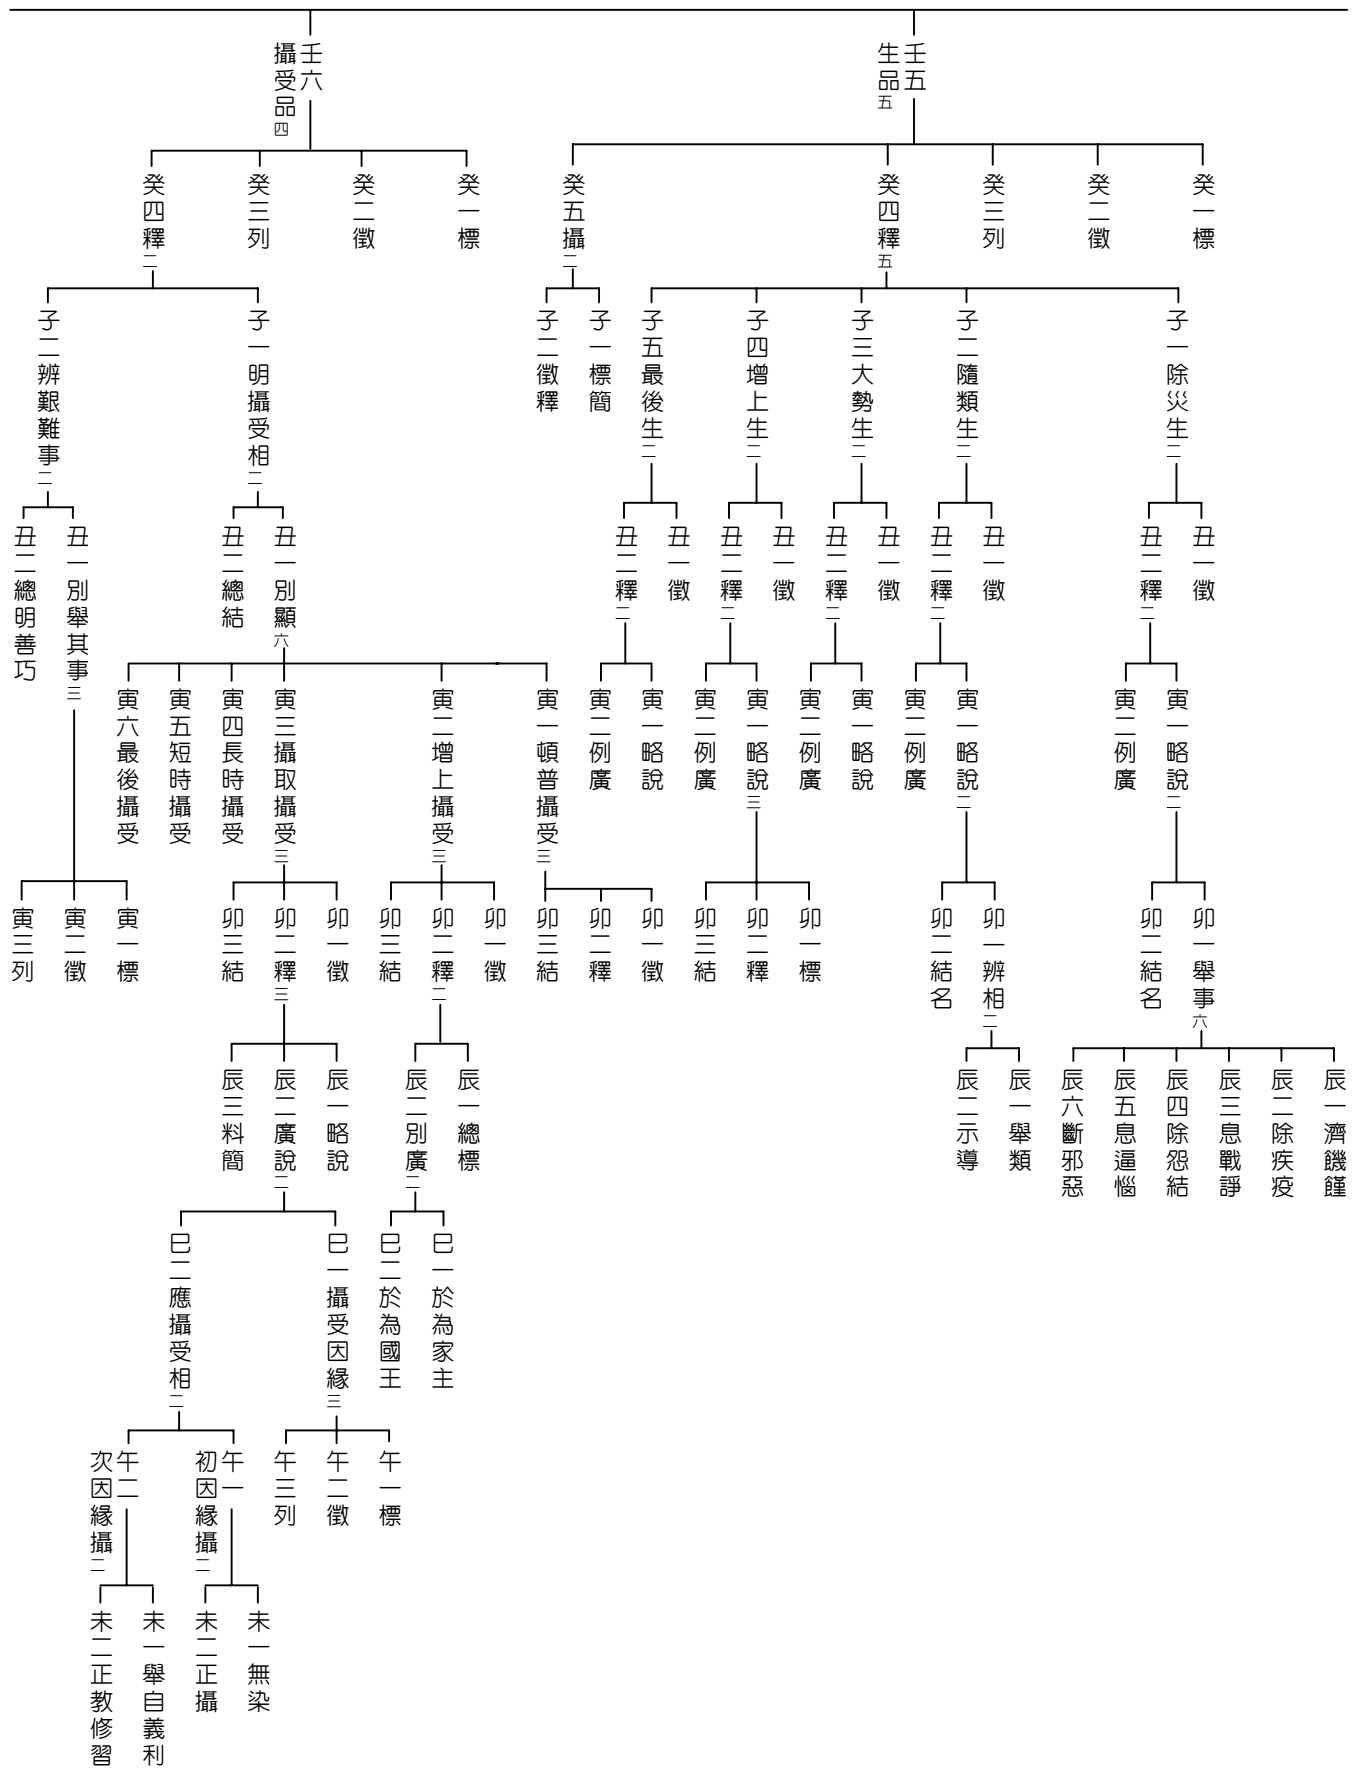 壬五
生品五
壬六
攝受品四
癸一標
癸二徵
癸三列
癸四釋五
癸五攝二
癸一標
癸二徵
癸三列
癸四釋二
子一除災生二
子二隨類生二
子三大勢生二
子四增上生二
子五最後生二
子一標簡
子二徵釋
子一明攝受相二
子二辨艱難事二
丑一徵
丑二釋二
丑一徵
丑二釋二
丑一徵
丑二釋二
丑一徵
丑二釋二
丑一徵
丑二釋二
丑一別顯六
丑二總結
丑一別舉其事三
丑二總明善巧
寅一略說二
寅二例廣
寅一略說二
寅二例廣
寅一略說
寅二例廣
寅一略說三
寅二例廣
寅一略說
寅二例廣
寅一頓普攝受三
寅二增上攝受三
寅三攝取攝受三
寅四長時攝受
寅五短時攝受
寅六最後攝受
卯一舉事六
卯二結名
卯一辨相二
卯二結名
卯一標
卯二釋
卯三結
卯一徵
卯二釋
卯三結
卯一徵
卯二釋二
卯三結
卯一徵
卯二釋三
卯三結
寅一標
寅二徵
寅三列
辰一濟饑饉
辰二除疾疫
辰三息戰諍
辰四除怨結
辰五息逼惱
辰六斷邪惡
辰一舉類
辰二示導
辰一總標
辰二別廣二
辰一略說
辰二廣說二
辰三料簡
巳一於為家主
巳二於為國王
巳一攝受因緣三
巳二應攝受相二
午一標
午二徵
午三列
午一
初因緣攝二
午二
次因緣攝二
未一無染
未二正攝
未一舉自義利
未二正教修習